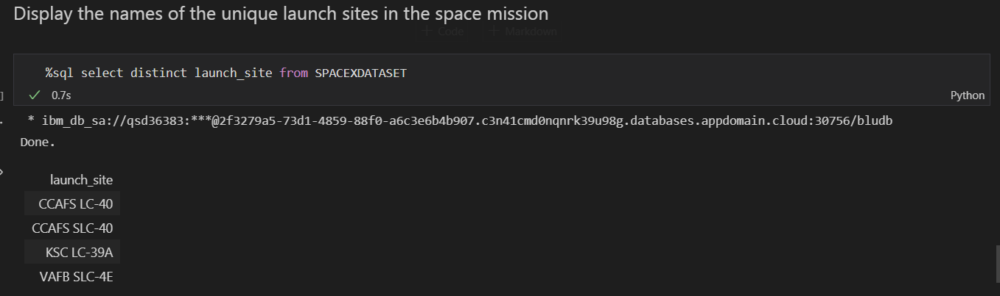 Display the names of the unique launch sites in the space mission
+ Code + Markdown
%sql select distinct launch_site from SPACEXDATASET
]
0.7s
Python
* ibm_db_sa://qsd36383:***@2f3279a5-73d1-4859-88f0-a6c3e6b4b907.c3n41cmd0nqnrk39u98g.databases.appdomain.cloud:30756/bludb
Done.
launch_site
CCAFS LC-40
CCAFS SLC-40
KSC LC-39A
VAFB SLC-4E